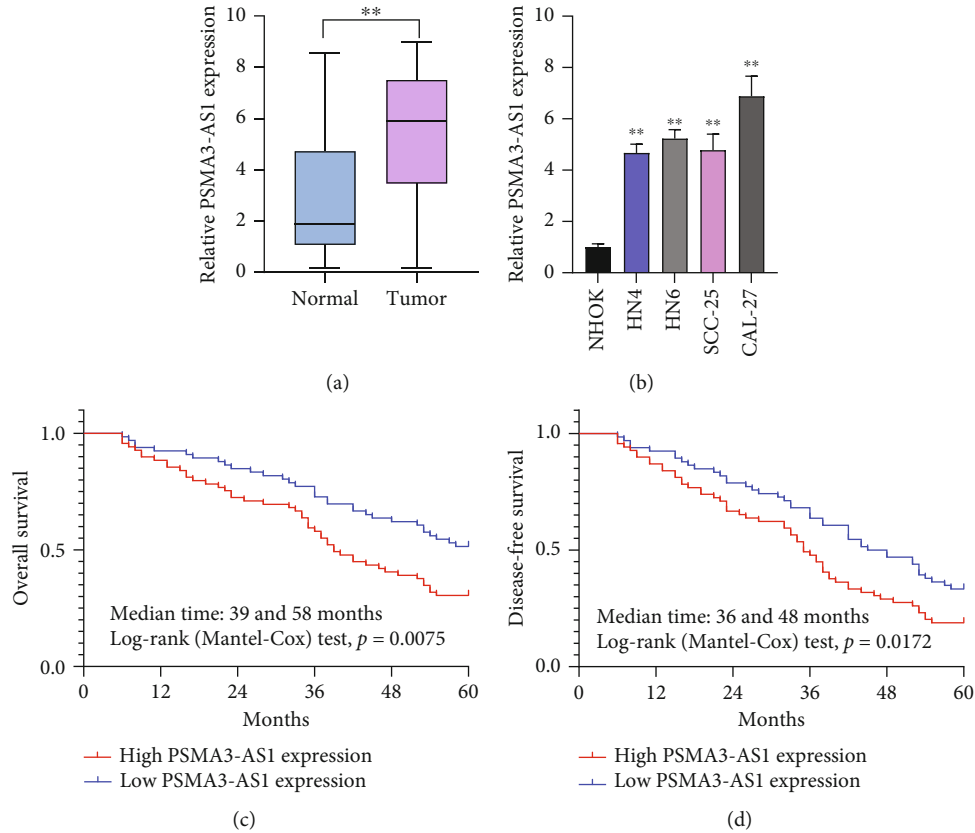 Relative PSMA3-AS1 expression
10
8
6
4
2
0
**
Normal
Tumor
(a)
Relative PSMA3-AS1 expression
10
8
6
4
2
0
**
**
**
**
NHOK
HN4
HN6
SCC-25
CAL-27
(b)
Overall survival
1.0
0.5
0.0
Median time: 39 and 58 months
Log-rank (Mantel-Cox) test, p = 0.0075
0
12
24
36
48
60
Months
High PSMA3-AS1 expression
Low PSMA3-AS1 expression
(c)
Disease-free survival
1.0
0.5
0.0
Median time: 36 and 48 months
Log-rank (Mantel-Cox) test, p = 0.0172
0
12
24
36
48
60
Months
High PSMA3-AS1 expression
Low PSMA3-AS1 expression
(d)